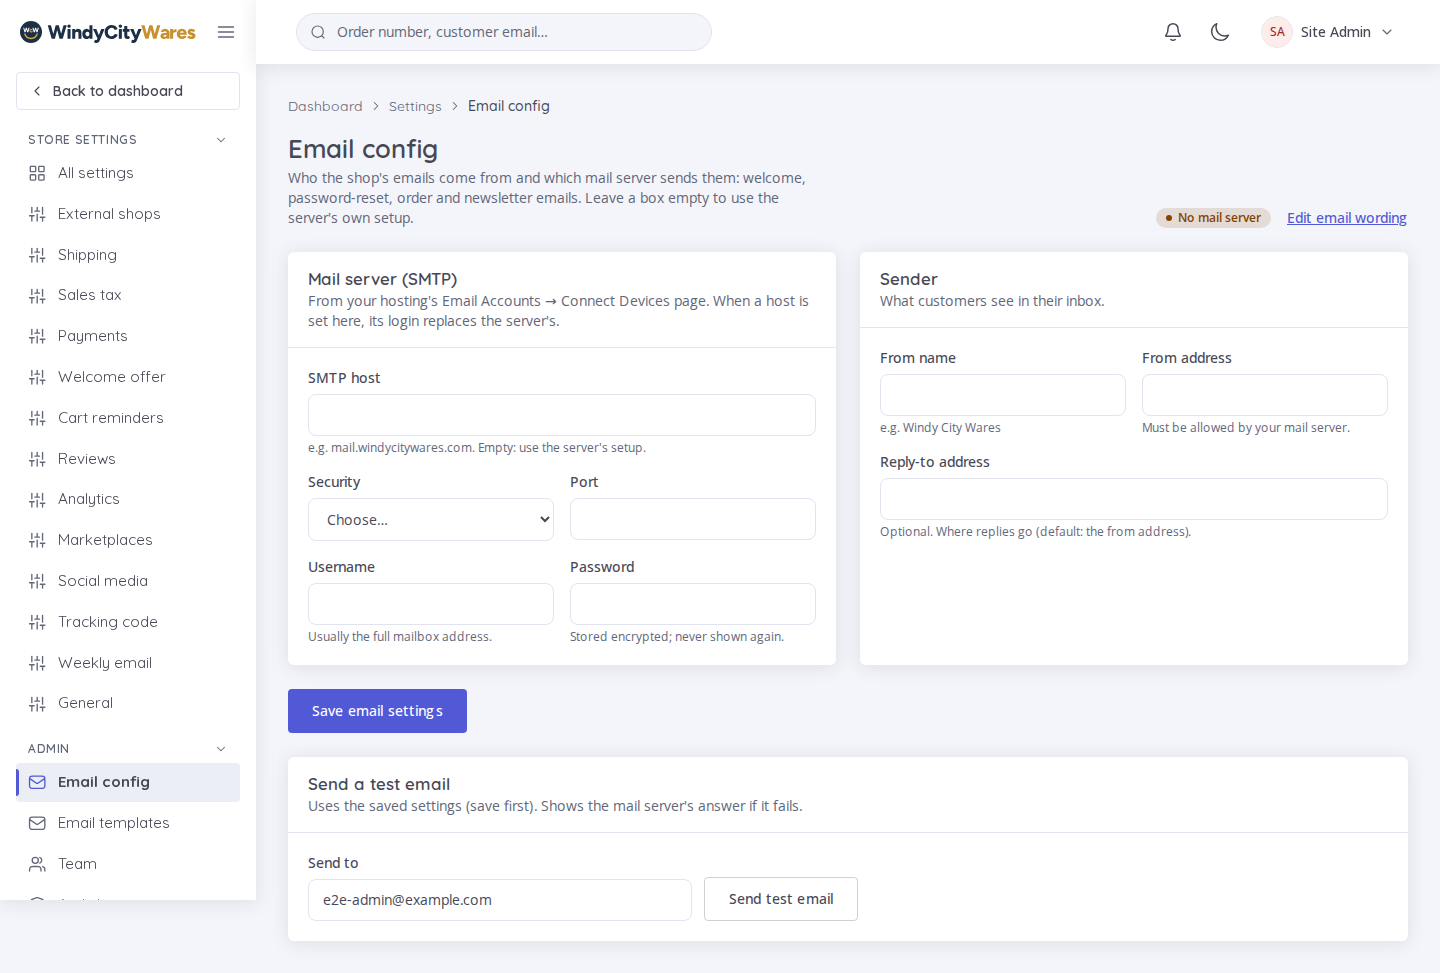 WCW WindyCityWares
Order number, customer email...
SA Site Admin
Back to dashboard
STORE SETTINGS
All settings
External shops
Shipping
Sales tax
Payments
Welcome offer
Cart reminders
Reviews
Analytics
Marketplaces
Social media
Tracking code
Weekly email
General
ADMIN
Email config
Email templates
Team
Dashboard > Settings > Email config
Email config
Who the shop's emails come from and which mail server sends them: welcome,
password-reset, order and newsletter emails. Leave a box empty to use the
server's own setup.
No mail server
Edit email wording
Mail server (SMTP)
From your hosting's Email Accounts → Connect Devices page. When a host is
set here, its login replaces the server's.
SMTP host
e.g. mail.windycitywares.com. Empty: use the server's setup.
Security
Port
Choose...
Username
Password
Usually the full mailbox address.
Stored encrypted; never shown again.
Sender
What customers see in their inbox.
From name
From address
e.g. Windy City Wares
Must be allowed by your mail server.
Reply-to address
Optional. Where replies go (default: the from address).
Save email settings
Send a test email
Uses the saved settings (save first). Shows the mail server's answer if it fails.
Send to
e2e-admin@example.com
Send test email